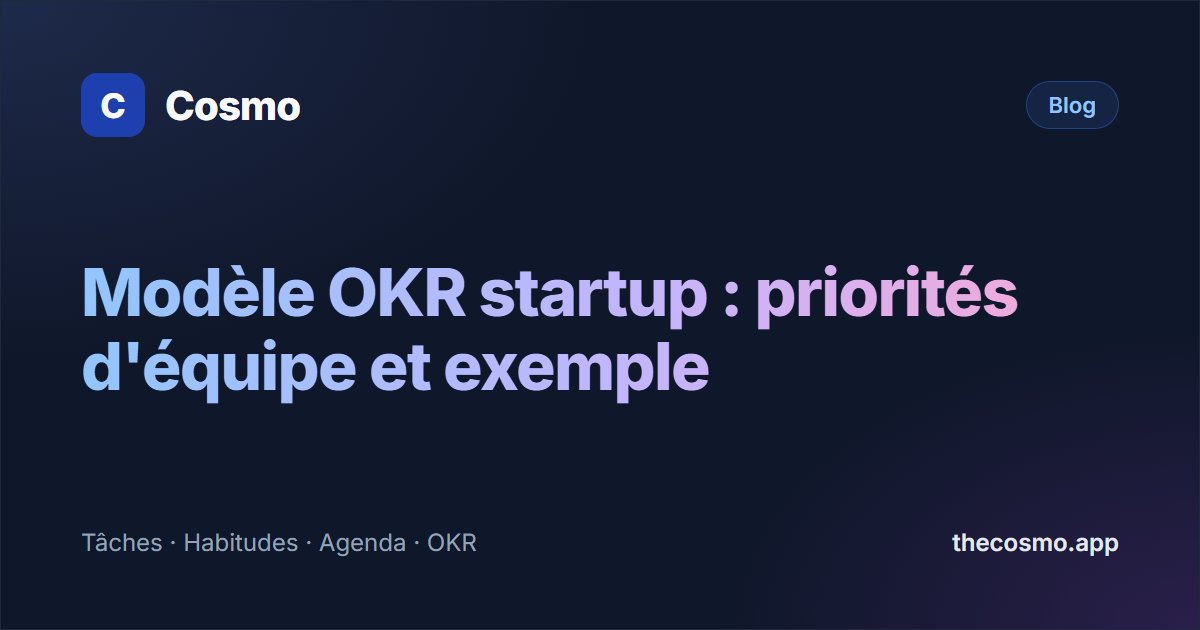 C
Cosmo
Blog
Modèle OKR startup : priorités
d'équipe et exemple
Tâches · Habitudes · Agenda · OKR
thecosmo.app